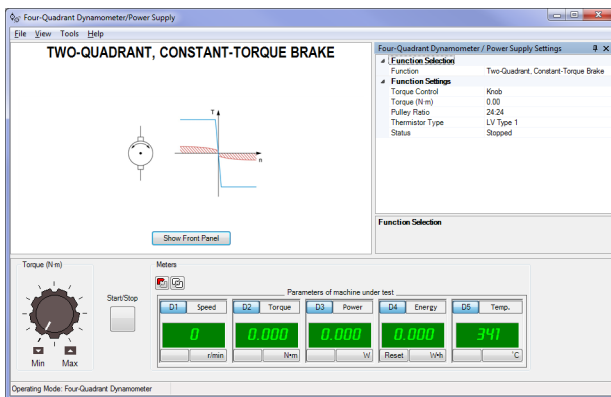 Four-Quadrant Dynamometer/Power Supply
File View Tools Help
TWO-QUADRANT, CONSTANT-TORQUE BRAKE
T
n
Show Front Panel
Four-Quadrant Dynamometer / Power Supply Settings
Function Selection
Function Two-Quadrant, Constant-Torque Brake
Function Settings
Torque Control Knob
Torque (N·m) 0.00
Pulley Ratio 24:24
Thermistor Type LV Type 1
Status Stopped
Function Selection
Torque (N·m)
Min Max
Start/Stop
Meters
Parameters of machine under test
D1 Speed D2 Torque D3 Power D4 Energy D5 Temp.
0 0.000 0.000 0.000 341
r/min N•m W Reset W•h °C
Operating Mode: Four-Quadrant Dynamometer